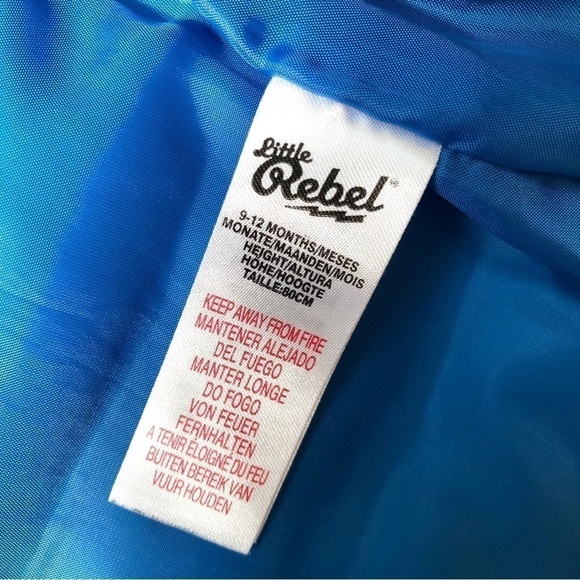 Little
Rebel™
9-12 MONTHS/MESES
MONATE/MAANDEN/MOIS
HEIGHT/ALTURA
HÖHE/HOOGTE
TAILLE:80CM
KEEP AWAY FROM FIRE
MANTENER ALEJADO
DEL FUEGO
MANTER LONGE
DO FOGO
VON FEUER
FERNHALTEN
A TENIR ÉLOIGNÉ DU FEU
BUITEN BEREIK VAN
VUUR HOUDEN